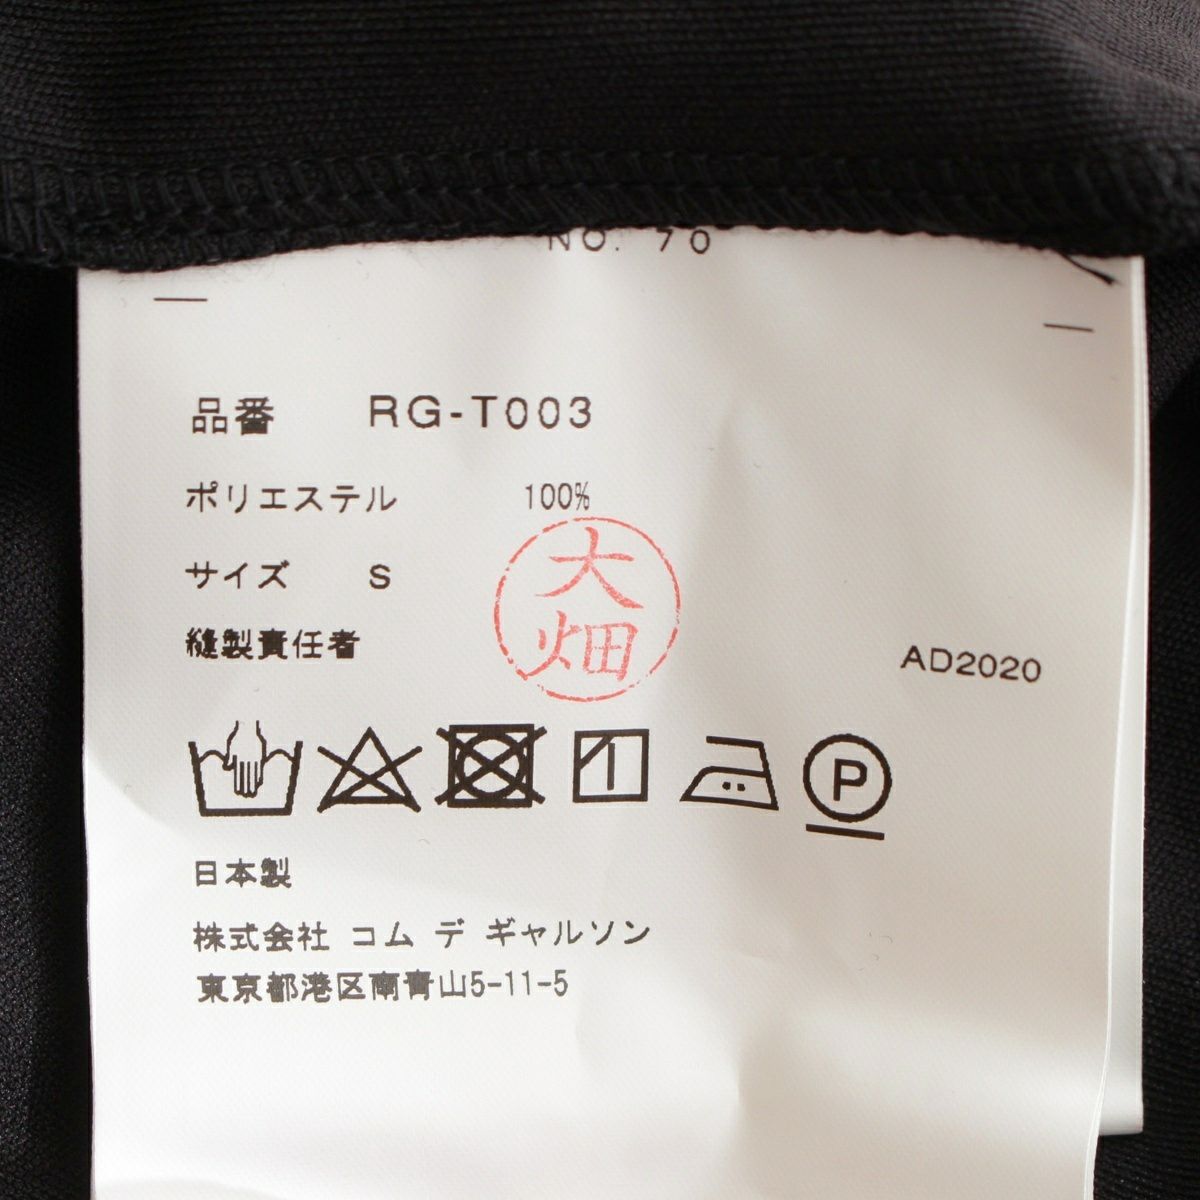 NO. 70
品番 RG-T003
ポリエステル 100%
サイズ S
縫製責任者 大畑
AD2020
P
日本製
株式会社 コム デ ギャルソン
東京都港区南青山5-11-5